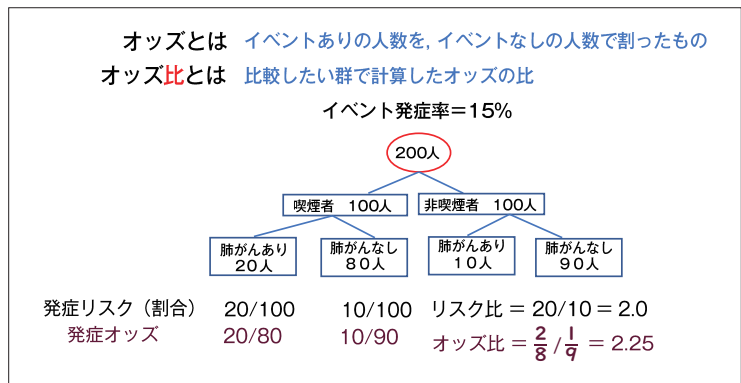 オッズとは イベントありの人数を，イベントなしの人数で割ったもの
オッズ比とは 比較したい群で計算したオッズの比
イベント発症率＝15%
200人
喫煙者　100人 非喫煙者　100人
肺がんあり 肺がんなし 肺がんあり 肺がんなし
２０人 ８０人 １０人 ９０人
発症リスク（割合） 20/100 10/100 リスク比 = 20/10 = 2.0
発症オッズ 20/80 10/90 オッズ比 = 2/8 / 1/9 = 2.25